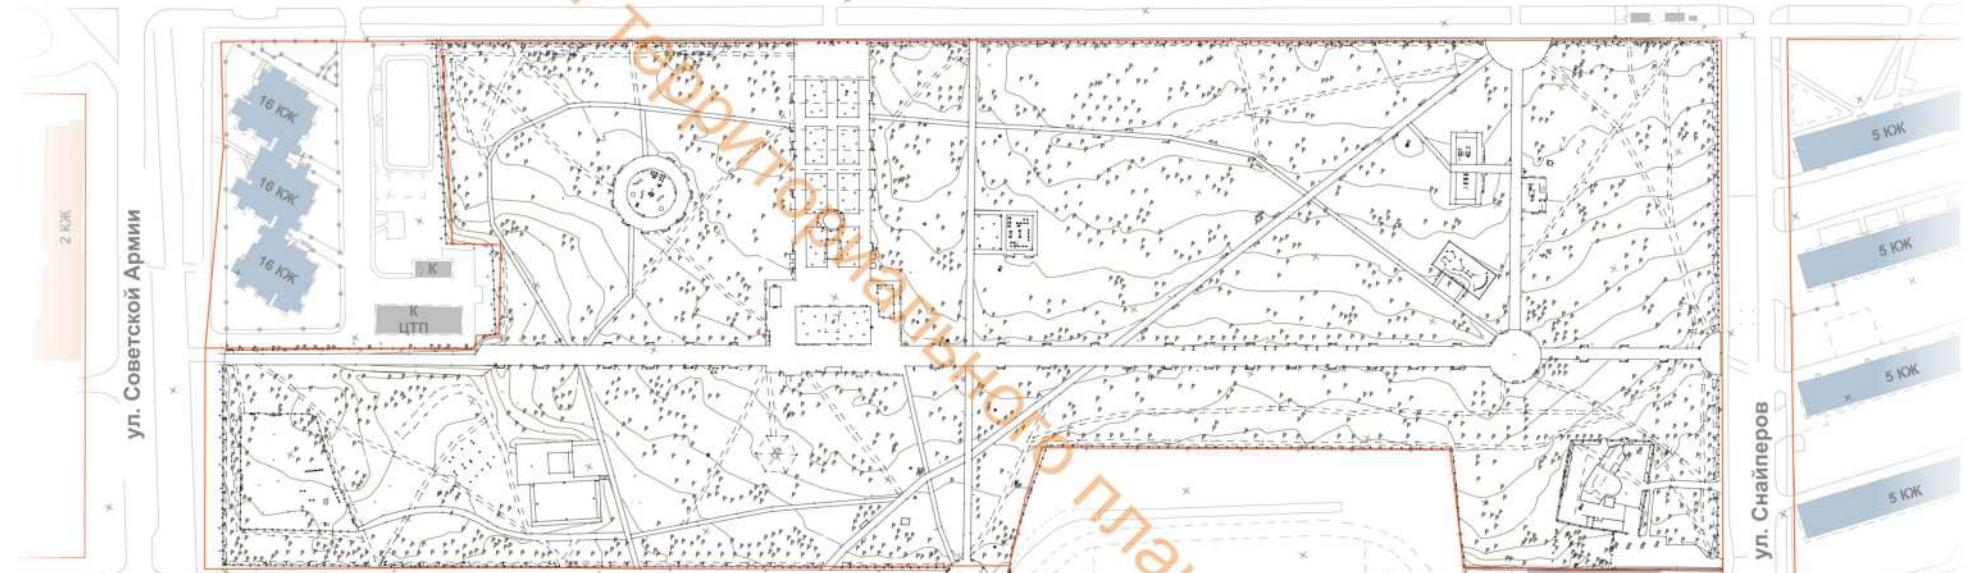 территориального пла
16 КЖ
16 КЖ
16 КЖ
2 КЖ
ул. Советской Армии
К
К
ЦТП
5 КЖ
5 КЖ
5 КЖ
5 КЖ
ул. Снайперов